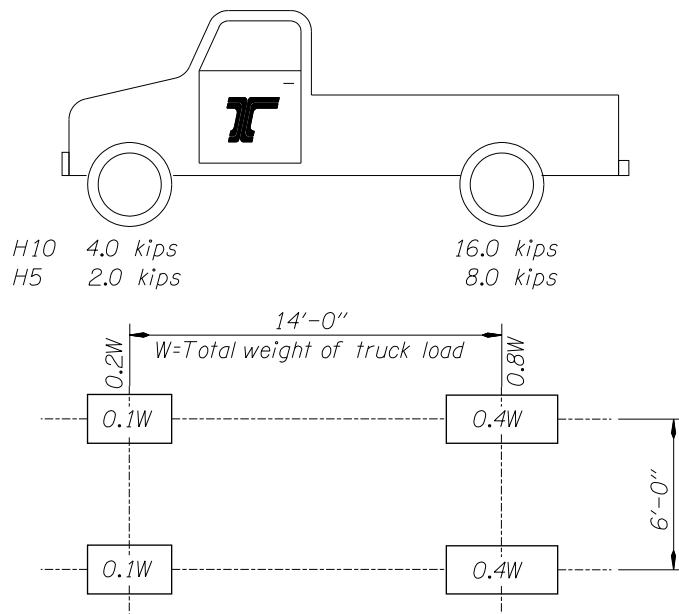 H10 4.0 kips 16.0 kips
H5 2.0 kips 8.0 kips
14'-0"
W=Total weight of truck load
0.2W 0.8W
0.1W 0.4W
6'-0"
0.1W 0.4W